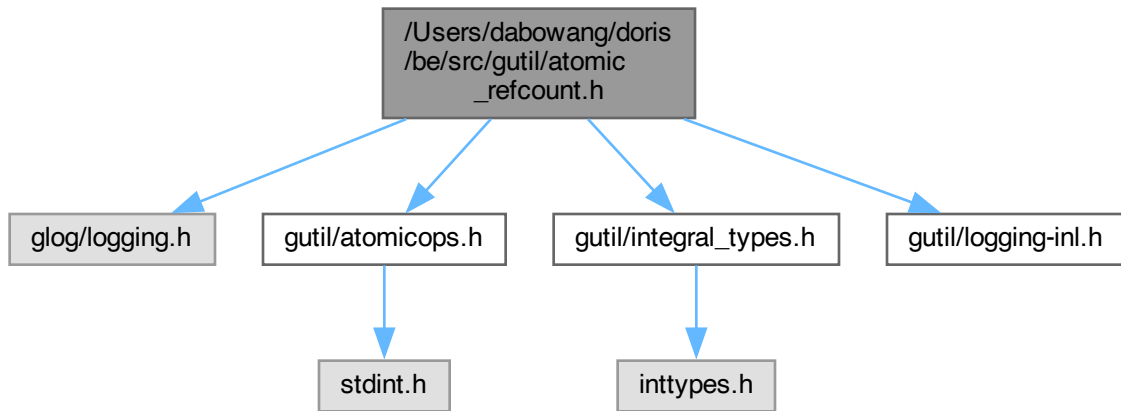 /Users/dabowang/doris
/be/src/gutil/atomic
_refcount.h
glog/logging.h
gutil/atomicops.h
gutil/integral_types.h
gutil/logging-inl.h
stdint.h
inttypes.h